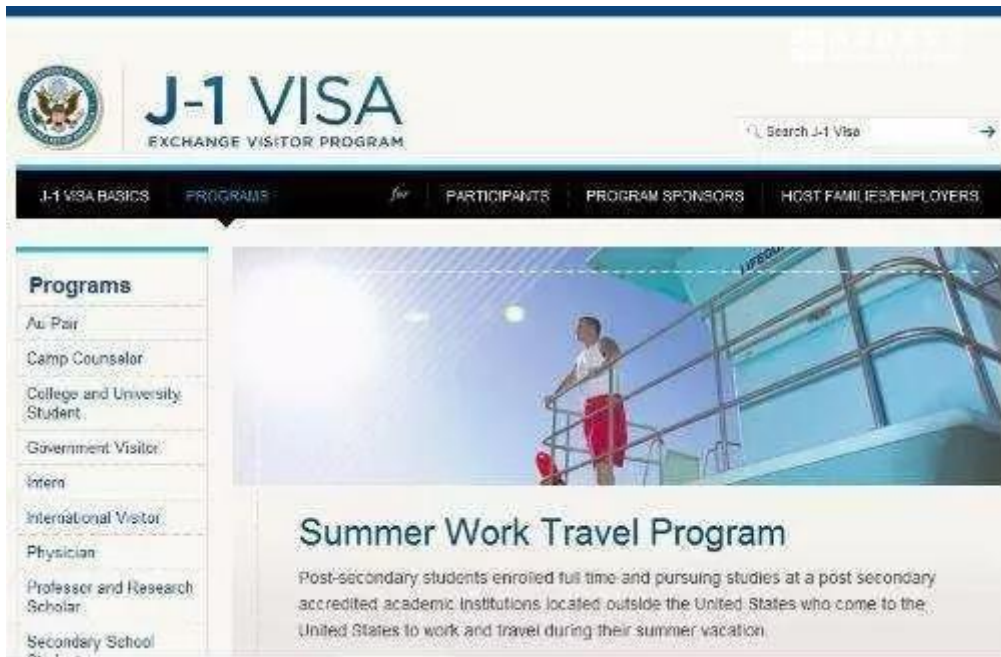 J-1 VISA
EXCHANGE VISITOR PROGRAM
Search J-1 Visa
J-1 VISA BASICS
PROGRAMS
for
PARTICIPANTS
PROGRAM SPONSORS
HOST FAMILIES/EMPLOYERS
Programs
Au Pair
Camp Counselor
College and University
Student
Government Visitor
Intern
International Visitor
Physician
Professor and Research
Scholar
Secondary School
Summer Work Travel Program
Post-secondary students enrolled full time and pursuing studies at a post secondary
accredited academic institutions located outside the United States who come to the
United States to work and travel during their summer vacation.